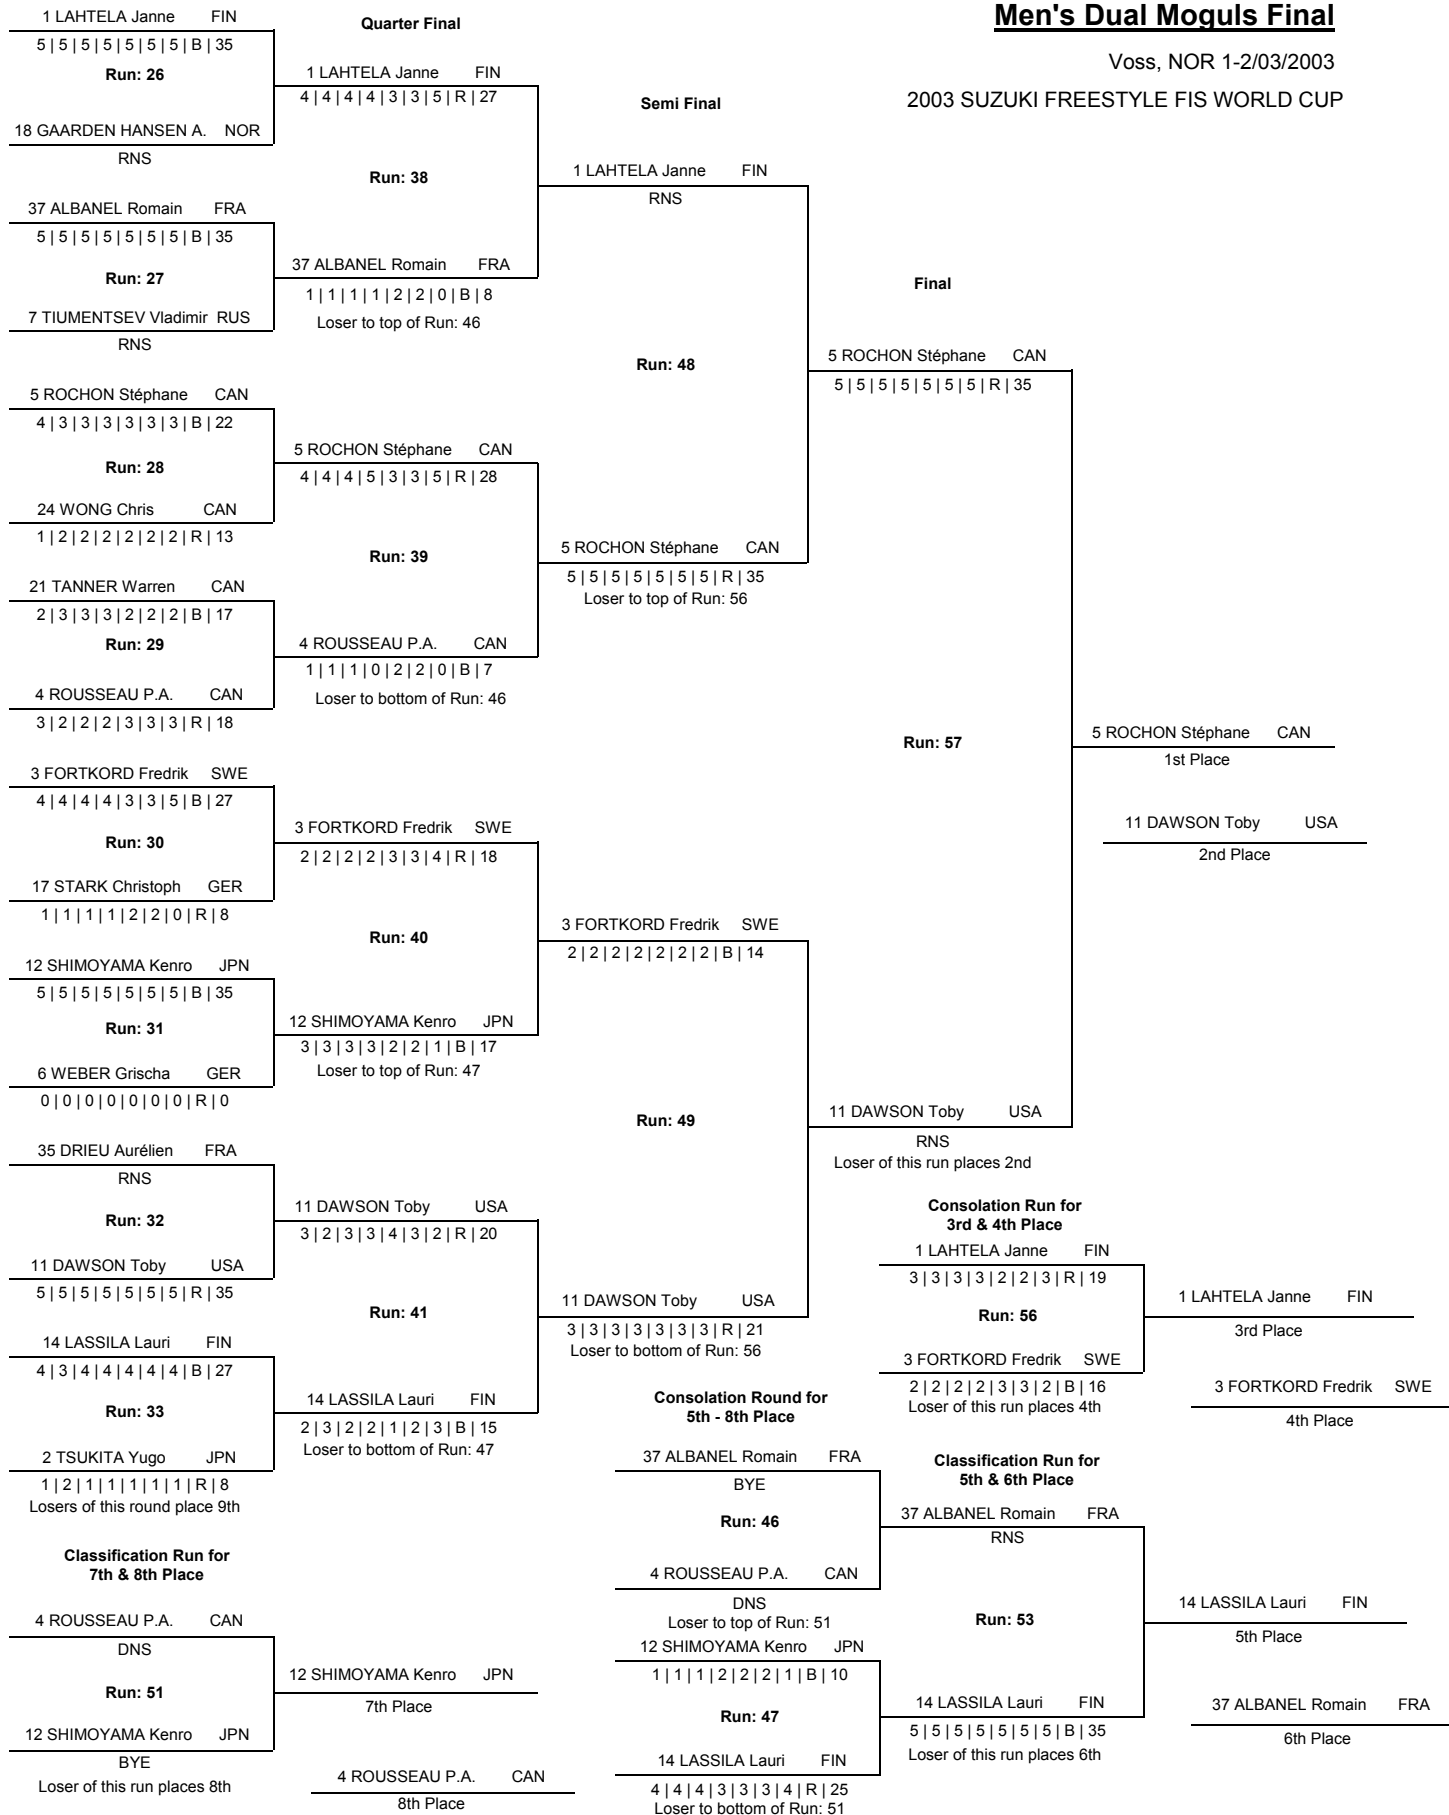 Men's Dual Moguls Final
Voss, NOR 1-2/03/2003
2003 SUZUKI FREESTYLE FIS WORLD CUP
1 LAHTELA Janne FIN
5 | 5 | 5 | 5 | 5 | 5 | 5 | B | 35
Run: 26
18 GAARDEN HANSEN A. NOR
RNS
37 ALBANEL Romain FRA
5 | 5 | 5 | 5 | 5 | 5 | 5 | B | 35
Run: 27
7 TIUMENTSEV Vladimir RUS
RNS
5 ROCHON Stéphane CAN
4 | 3 | 3 | 3 | 3 | 3 | 3 | B | 22
Run: 28
24 WONG Chris CAN
1 | 2 | 2 | 2 | 2 | 2 | 2 | R | 13
21 TANNER Warren CAN
2 | 3 | 3 | 3 | 2 | 2 | 2 | B | 17
Run: 29
4 ROUSSEAU P.A. CAN
3 | 2 | 2 | 2 | 3 | 3 | 3 | R | 18
3 FORTKORD Fredrik SWE
4 | 4 | 4 | 4 | 3 | 3 | 5 | B | 27
Run: 30
17 STARK Christoph GER
1 | 1 | 1 | 1 | 2 | 2 | 0 | R | 8
12 SHIMOYAMA Kenro JPN
5 | 5 | 5 | 5 | 5 | 5 | 5 | B | 35
Run: 31
6 WEBER Grischa GER
0 | 0 | 0 | 0 | 0 | 0 | 0 | R | 0
35 DRIEU Aurélien FRA
RNS
Run: 32
11 DAWSON Toby USA
5 | 5 | 5 | 5 | 5 | 5 | 5 | R | 35
14 LASSILA Lauri FIN
4 | 3 | 4 | 4 | 4 | 4 | 4 | B | 27
Run: 33
2 TSUKITA Yugo JPN
1 | 2 | 1 | 1 | 1 | 1 | 1 | R | 8
Losers of this round place 9th
Quarter Final
1 LAHTELA Janne FIN
4 | 4 | 4 | 4 | 3 | 3 | 5 | R | 27
Run: 38
37 ALBANEL Romain FRA
1 | 1 | 1 | 1 | 2 | 2 | 0 | B | 8
Loser to top of Run: 46
5 ROCHON Stéphane CAN
4 | 4 | 4 | 5 | 3 | 3 | 5 | R | 28
Run: 39
4 ROUSSEAU P.A. CAN
1 | 1 | 1 | 0 | 2 | 2 | 0 | B | 7
Loser to bottom of Run: 46
3 FORTKORD Fredrik SWE
2 | 2 | 2 | 2 | 3 | 3 | 4 | R | 18
Run: 40
12 SHIMOYAMA Kenro JPN
3 | 3 | 3 | 3 | 2 | 2 | 1 | B | 17
Loser to top of Run: 47
11 DAWSON Toby USA
3 | 2 | 3 | 3 | 4 | 3 | 2 | R | 20
Run: 41
14 LASSILA Lauri FIN
2 | 3 | 2 | 2 | 1 | 2 | 3 | B | 15
Loser to bottom of Run: 47
Semi Final
1 LAHTELA Janne FIN
RNS
Run: 48
5 ROCHON Stéphane CAN
5 | 5 | 5 | 5 | 5 | 5 | 5 | R | 35
Loser to top of Run: 56
3 FORTKORD Fredrik SWE
2 | 2 | 2 | 2 | 2 | 2 | 2 | B | 14
Run: 49
11 DAWSON Toby USA
3 | 3 | 3 | 3 | 3 | 3 | 3 | R | 21
Loser to bottom of Run: 56
Final
5 ROCHON Stéphane CAN
5 | 5 | 5 | 5 | 5 | 5 | 5 | R | 35
Run: 57
11 DAWSON Toby USA
RNS
Loser of this run places 2nd
5 ROCHON Stéphane CAN
1st Place
11 DAWSON Toby USA
2nd Place
Consolation Run for
3rd & 4th Place
1 LAHTELA Janne FIN
3 | 3 | 3 | 3 | 2 | 2 | 3 | R | 19
Run: 56
3 FORTKORD Fredrik SWE
2 | 2 | 2 | 2 | 3 | 3 | 2 | B | 16
Loser of this run places 4th
1 LAHTELA Janne FIN
3rd Place
3 FORTKORD Fredrik SWE
4th Place
Consolation Round for
5th - 8th Place
37 ALBANEL Romain FRA
BYE
Run: 46
4 ROUSSEAU P.A. CAN
DNS
Loser to top of Run: 51
12 SHIMOYAMA Kenro JPN
1 | 1 | 1 | 2 | 2 | 2 | 1 | B | 10
Run: 47
14 LASSILA Lauri FIN
4 | 4 | 4 | 3 | 3 | 3 | 4 | R | 25
Loser to bottom of Run: 51
Classification Run for
5th & 6th Place
37 ALBANEL Romain FRA
RNS
Run: 53
14 LASSILA Lauri FIN
5 | 5 | 5 | 5 | 5 | 5 | 5 | B | 35
Loser of this run places 6th
14 LASSILA Lauri FIN
5th Place
37 ALBANEL Romain FRA
6th Place
Classification Run for
7th & 8th Place
4 ROUSSEAU P.A. CAN
DNS
Run: 51
12 SHIMOYAMA Kenro JPN
BYE
Loser of this run places 8th
12 SHIMOYAMA Kenro JPN
7th Place
4 ROUSSEAU P.A. CAN
8th Place